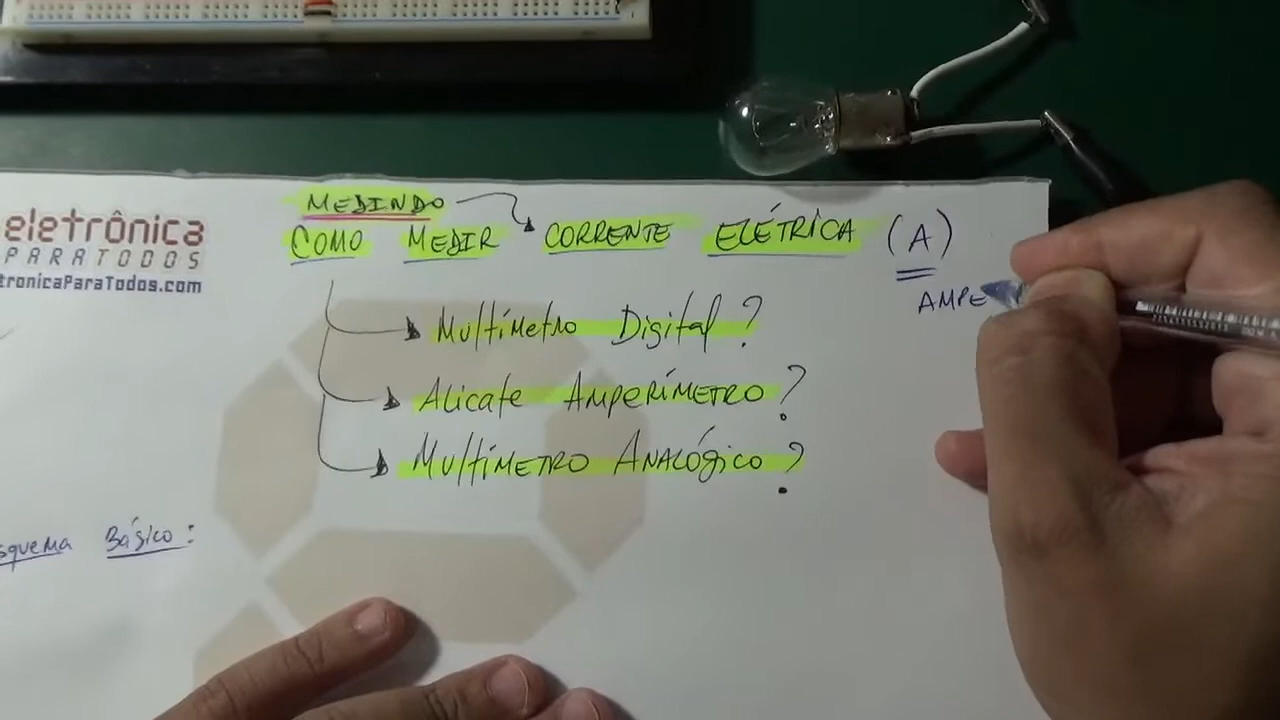 eletrônica
PARATODOS
tronicaParaTodos.com
MEDINDO
COMO MEDIR CORRENTE ELÉTRICA (A)
AMPE
Multímetro Digital?
Alicate AMPERÍMETRO?
MultíMETRO ANALÓgico?
squema Básico: